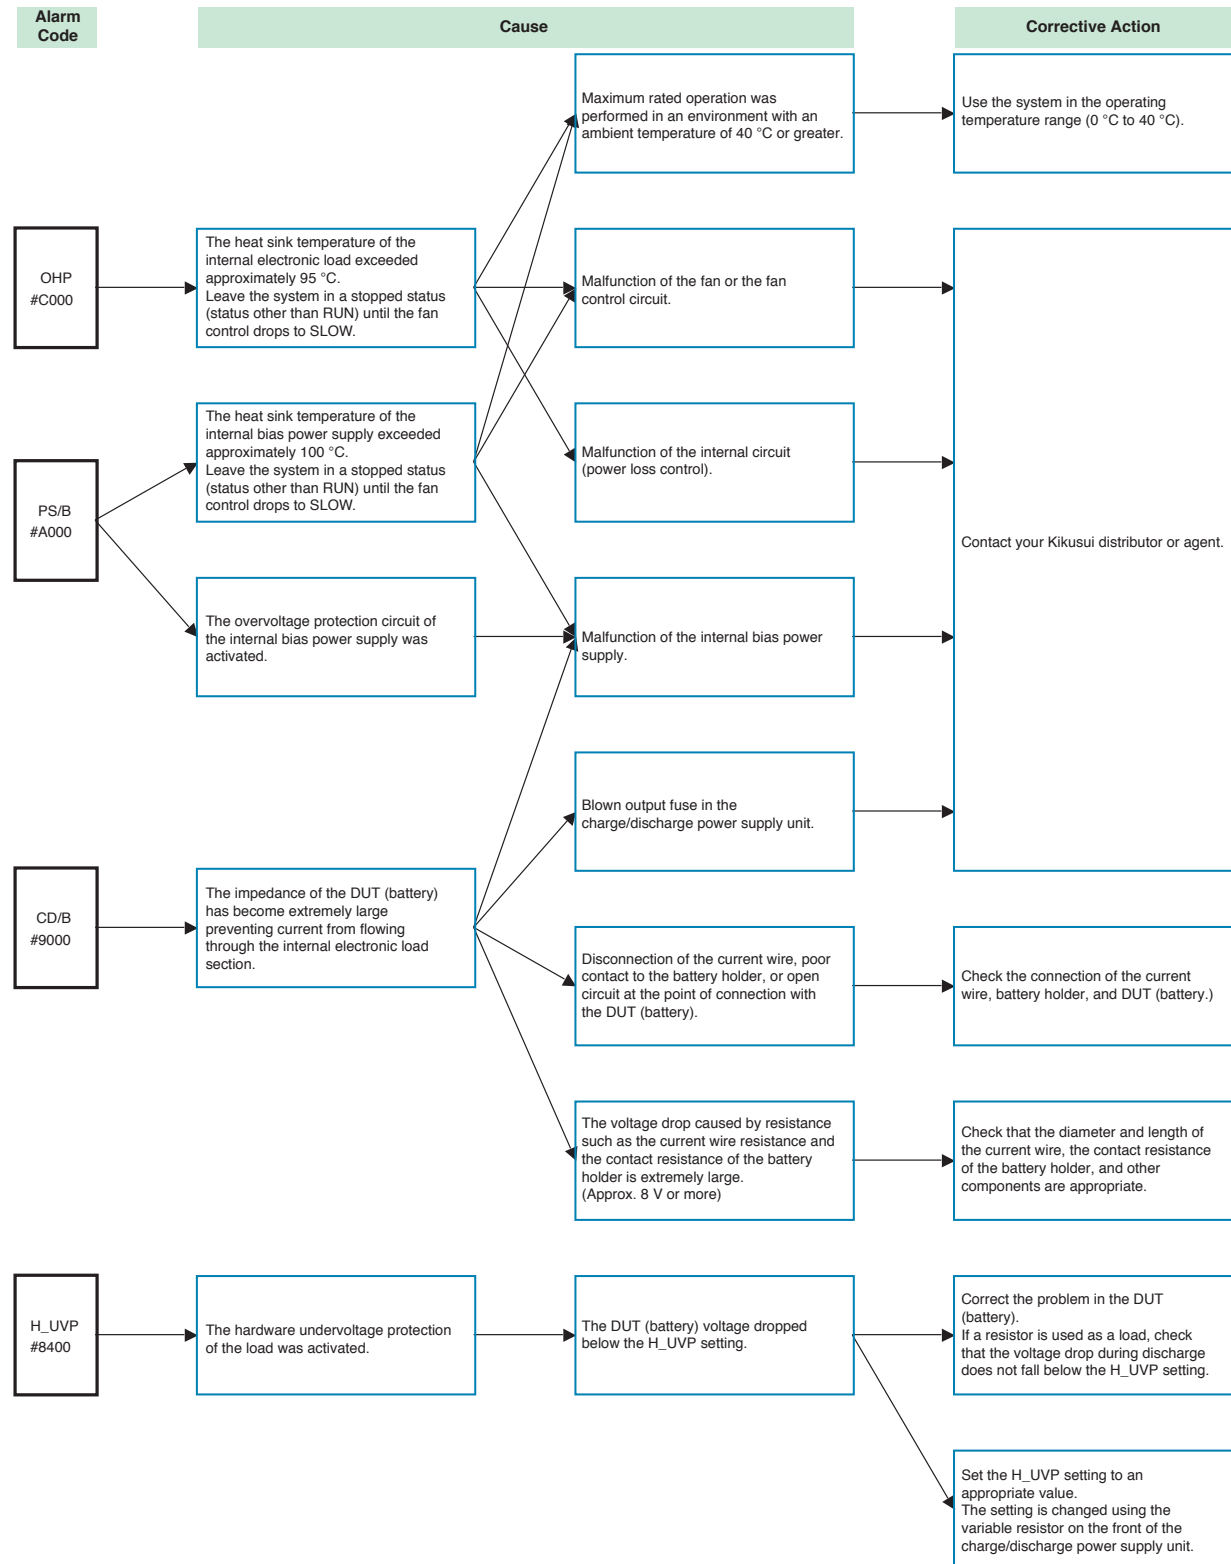 Alarm
Code
Cause
Corrective Action
Maximum rated operation was
performed in an environment with an
ambient temperature of 40 °C or greater.
Use the system in the operating
temperature range (0 °C to 40 °C).
OHP
#C000
The heat sink temperature of the
internal electronic load exceeded
approximately 95 °C.
Leave the system in a stopped status
(status other than RUN) until the fan
control drops to SLOW.
Malfunction of the fan or the fan
control circuit.
PS/B
#A000
The heat sink temperature of the
internal bias power supply exceeded
approximately 100 °C.
Leave the system in a stopped status
(status other than RUN) until the fan
control drops to SLOW.
Malfunction of the internal circuit
(power loss control).
Contact your Kikusui distributor or agent.
The overvoltage protection circuit of
the internal bias power supply was
activated.
Malfunction of the internal bias power
supply.
Blown output fuse in the
charge/discharge power supply unit.
CD/B
#9000
The impedance of the DUT (battery)
has become extremely large
preventing current from flowing
through the internal electronic load
section.
Disconnection of the current wire, poor
contact to the battery holder, or open
circuit at the point of connection with
the DUT (battery).
Check the connection of the current
wire, battery holder, and DUT (battery.)
The voltage drop caused by resistance
such as the current wire resistance and
the contact resistance of the battery
holder is extremely large.
(Approx. 8 V or more)
Check that the diameter and length of
the current wire, the contact resistance
of the battery holder, and other
components are appropriate.
H_UVP
#8400
The hardware undervoltage protection
of the load was activated.
The DUT (battery) voltage dropped
below the H_UVP setting.
Correct the problem in the DUT
(battery).
If a resistor is used as a load, check
that the voltage drop during discharge
does not fall below the H_UVP setting.
Set the H_UVP setting to an
appropriate value.
The setting is changed using the
variable resistor on the front of the
charge/discharge power supply unit.